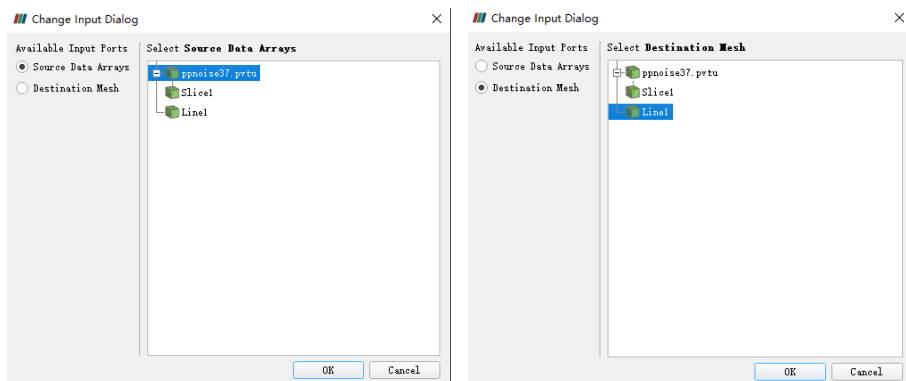 Change Input Dialog
Available Input Ports
Source Data Arrays
Destination Mesh
Select Source Data Arrays
ppnoise37.pvtu
Slice1
Line1
OK
Cancel
Change Input Dialog
Available Input Ports
Source Data Arrays
Destination Mesh
Select Destination Mesh
ppnoise37.pvtu
Slice1
Line1
OK
Cancel